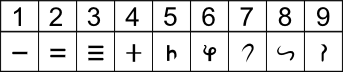 1 2 3 4 5 6 7 8 9
𑁒 𑁓 𑁔 𑁕 𑁖 𑁗 𑁘 𑁙 𑁚